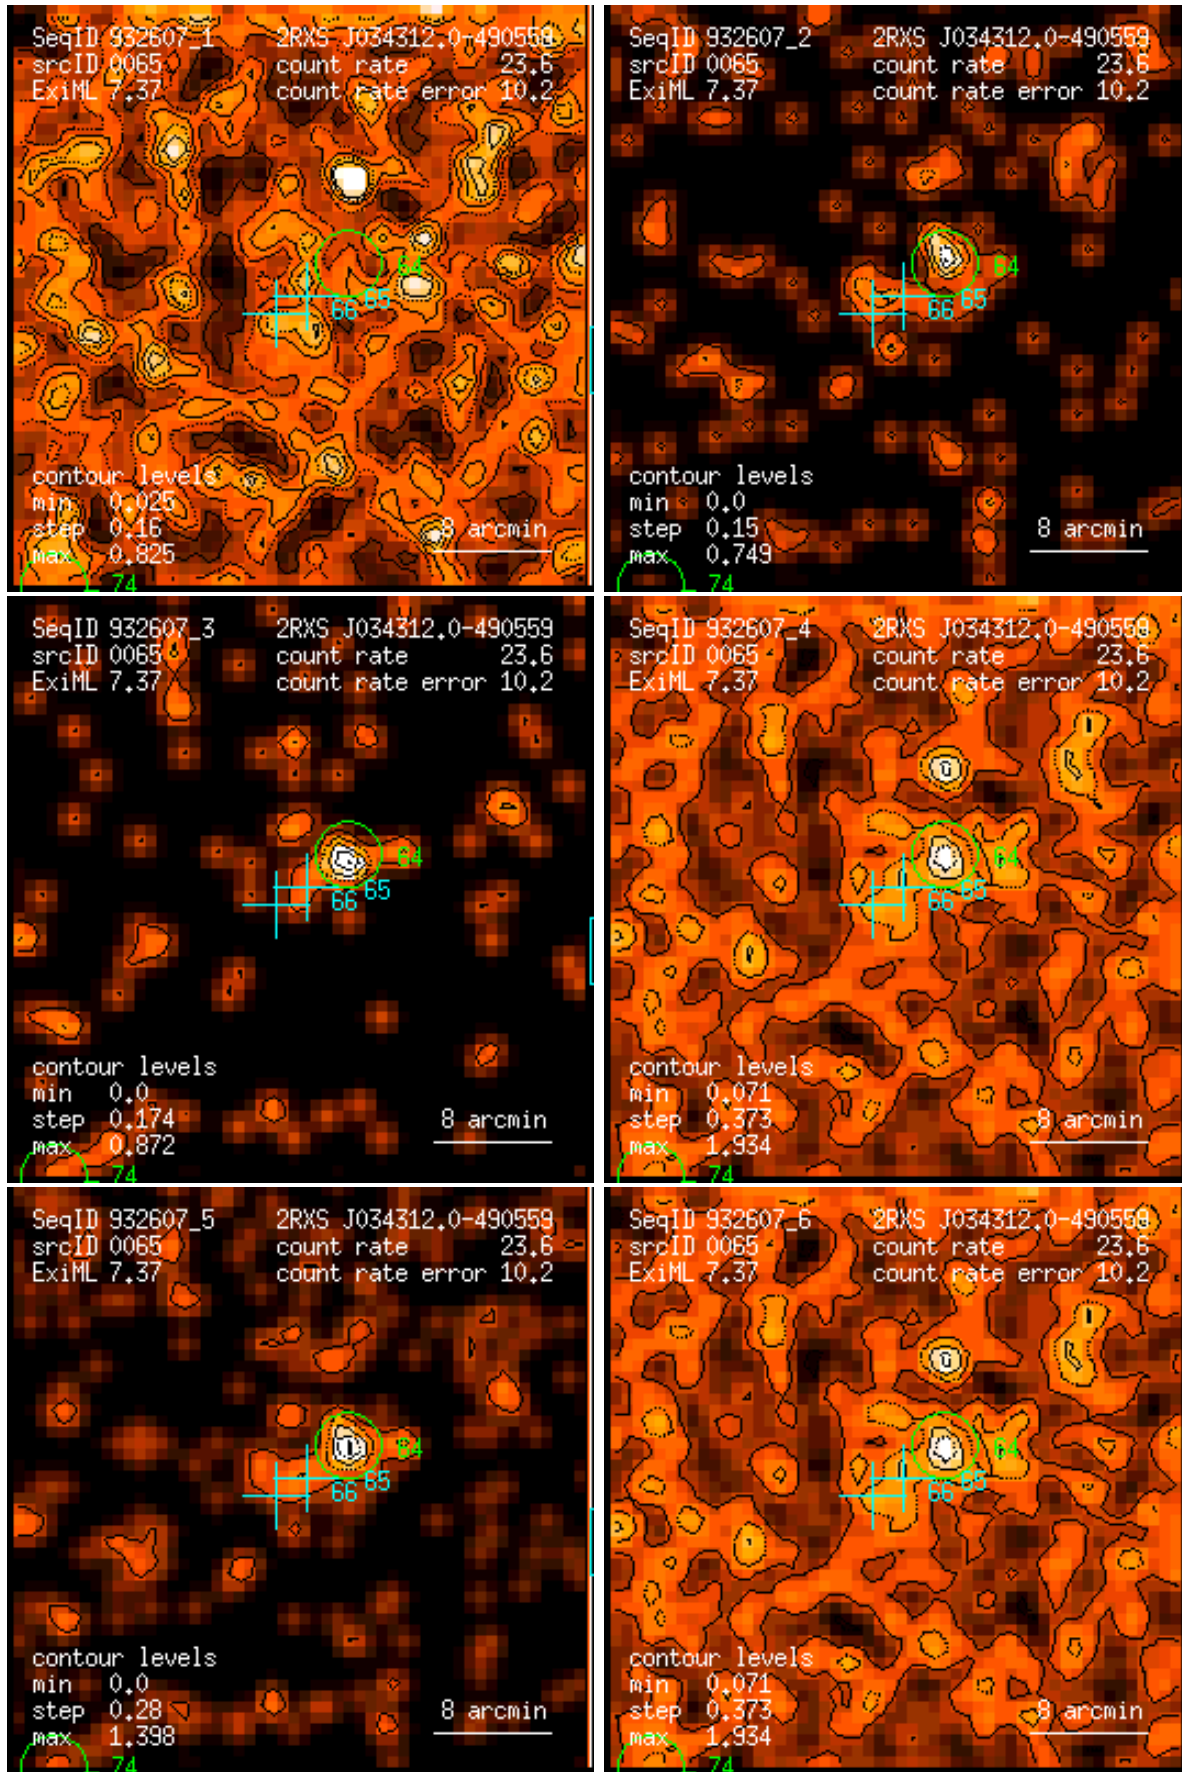 SeqID 932607_1 2RXS J034312.0-490559
srcID 0065 count rate 23.6
ExiML 7.37 count rate error 10.2
64
65
66
contour levels
min 0.025
step 0.16
max 0.825
8 arcmin
74
SeqID 932607_2 2RXS J034312.0-490559
srcID 0065 count rate 23.6
ExiML 7.37 count rate error 10.2
64
65
66
contour levels
min 0.0
step 0.15
max 0.749
8 arcmin
74
SeqID 932607_3 2RXS J034312.0-490559
srcID 0065 count rate 23.6
ExiML 7.37 count rate error 10.2
64
65
66
contour levels
min 0.0
step 0.174
max 0.872
8 arcmin
74
SeqID 932607_4 2RXS J034312.0-490559
srcID 0065 count rate 23.6
ExiML 7.37 count rate error 10.2
64
65
66
contour levels
min 0.071
step 0.373
max 1.934
8 arcmin
74
SeqID 932607_5 2RXS J034312.0-490559
srcID 0065 count rate 23.6
ExiML 7.37 count rate error 10.2
64
65
66
contour levels
min 0.0
step 0.28
max 1.398
8 arcmin
74
SeqID 932607_6 2RXS J034312.0-490559
srcID 0065 count rate 23.6
ExiML 7.37 count rate error 10.2
64
65
66
contour levels
min 0.071
step 0.373
max 1.934
8 arcmin
74